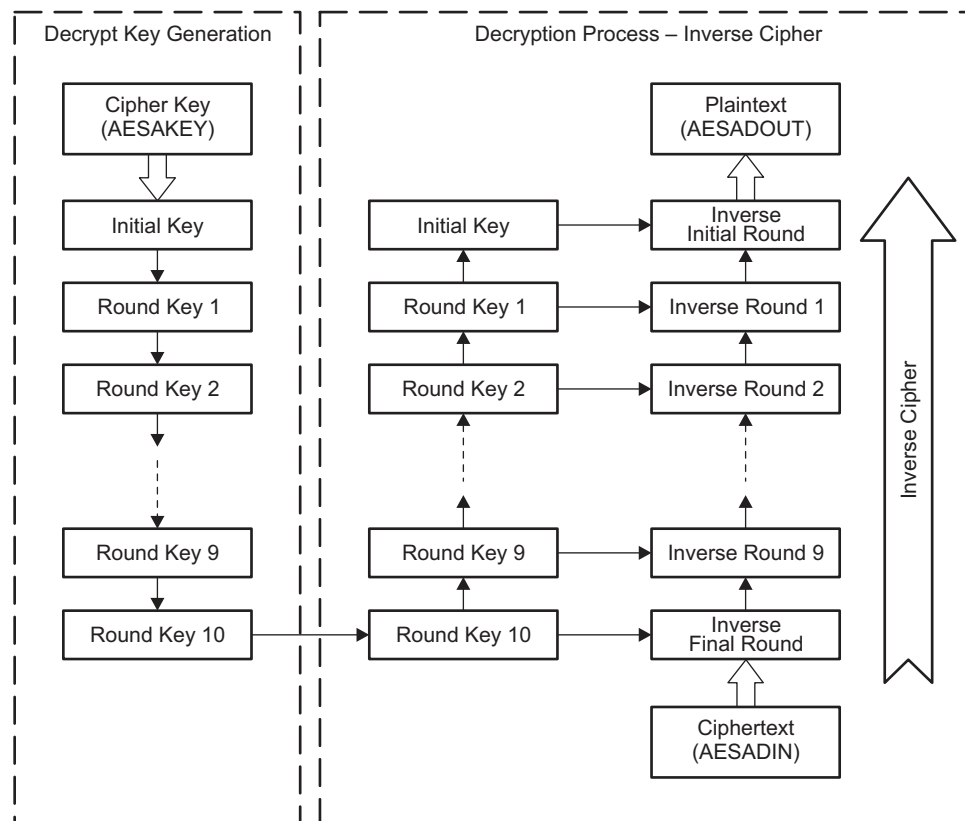 Decrypt Key Generation
Cipher Key
(AESAKEY)
Initial Key
Round Key 1
Round Key 2
Round Key 9
Round Key 10
Decryption Process – Inverse Cipher
Plaintext
(AESADOUT)
Initial Key
Inverse
Initial Round
Round Key 1
Inverse Round 1
Round Key 2
Inverse Round 2
Round Key 9
Inverse Round 9
Round Key 10
Inverse
Final Round
Ciphertext
(AESADIN)
Inverse Cipher